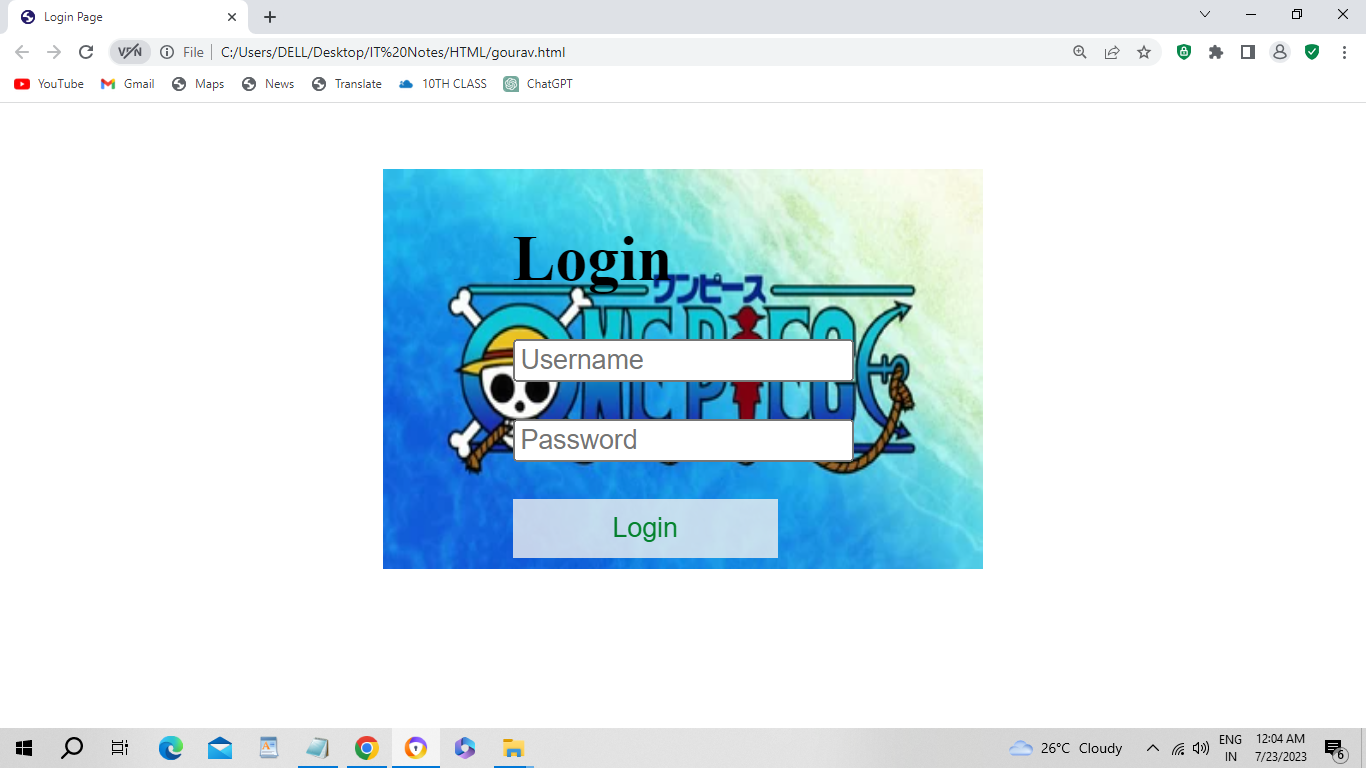 Login Page
VPN
File
C:/Users/DELL/Desktop/IT%20Notes/HTML/gourav.html
YouTube
Gmail
Maps
News
Translate
10TH CLASS
ChatGPT
Login
ワンピース
Username
Password
Login
26°C Cloudy
ENG
IN
12:04 AM
7/23/2023
6